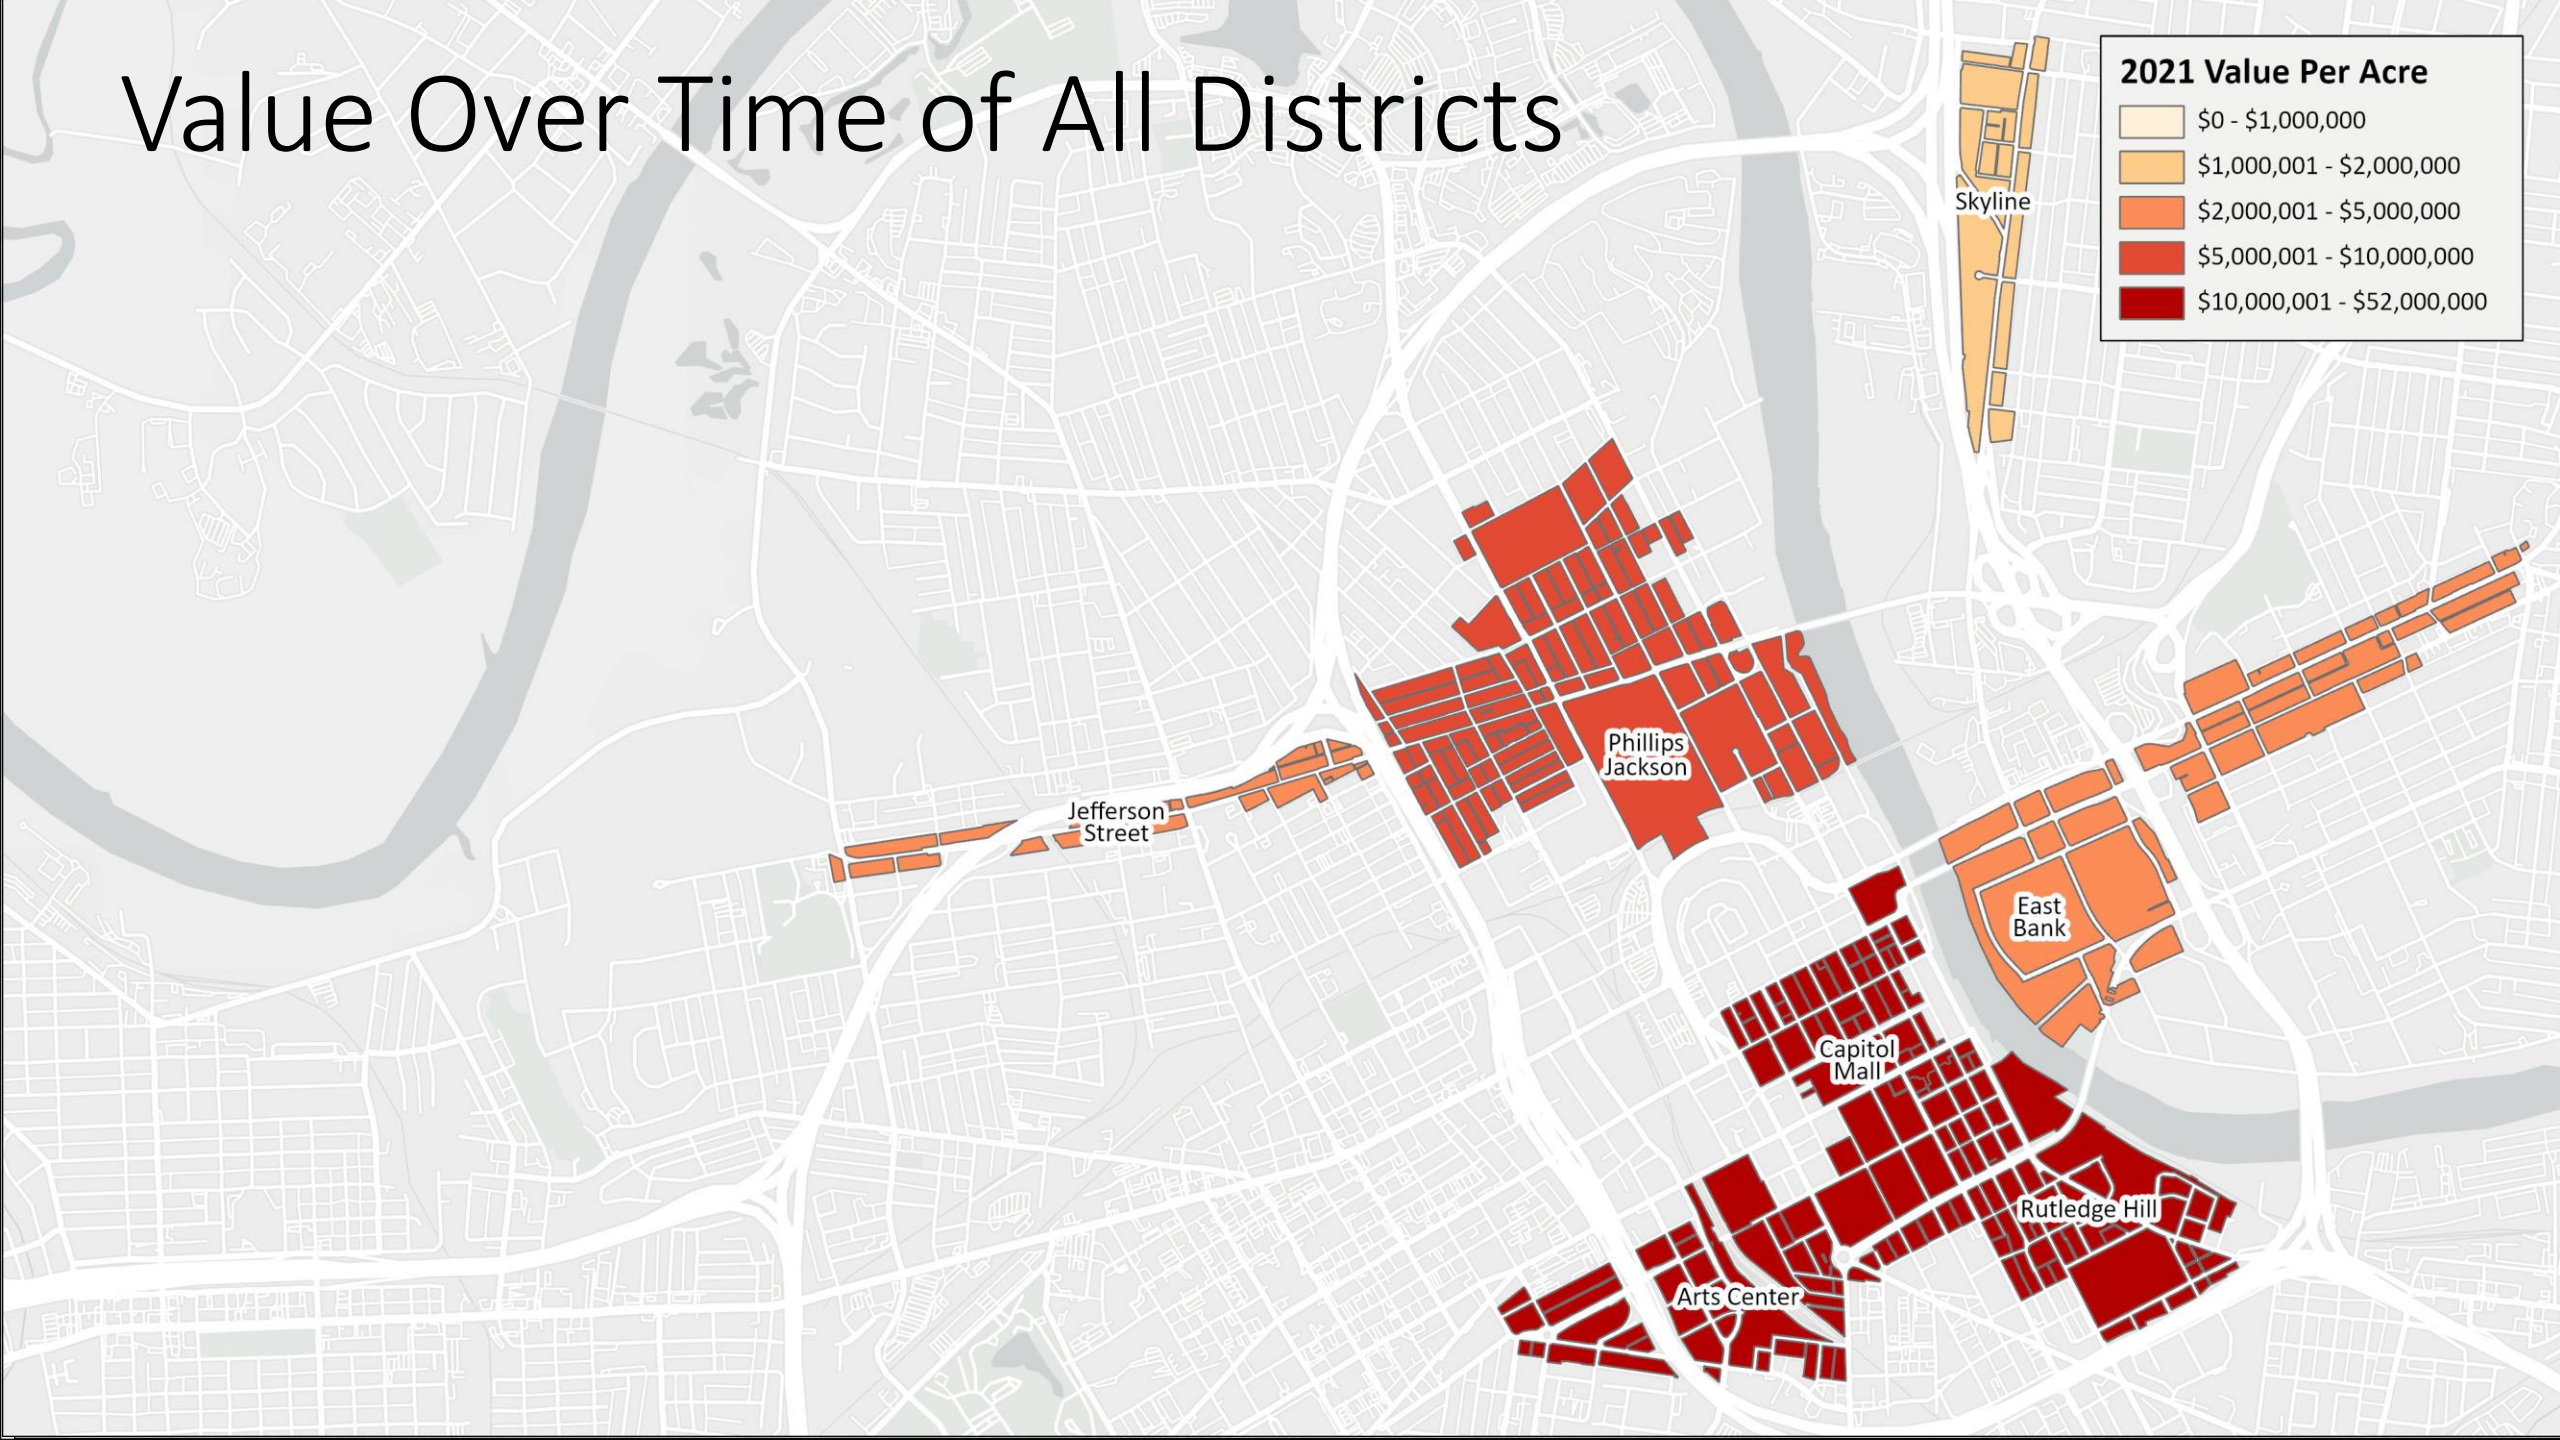 Value Over Time of All Districts
2021 Value Per Acre
$0 - $1,000,000
$1,000,001 - $2,000,000
$2,000,001 - $5,000,000
$5,000,001 - $10,000,000
$10,000,001 - $52,000,000
Skyline
Phillips
Jackson
Jefferson
Street
East
Bank
Capitol
Mall
Rutledge Hill
Arts Center